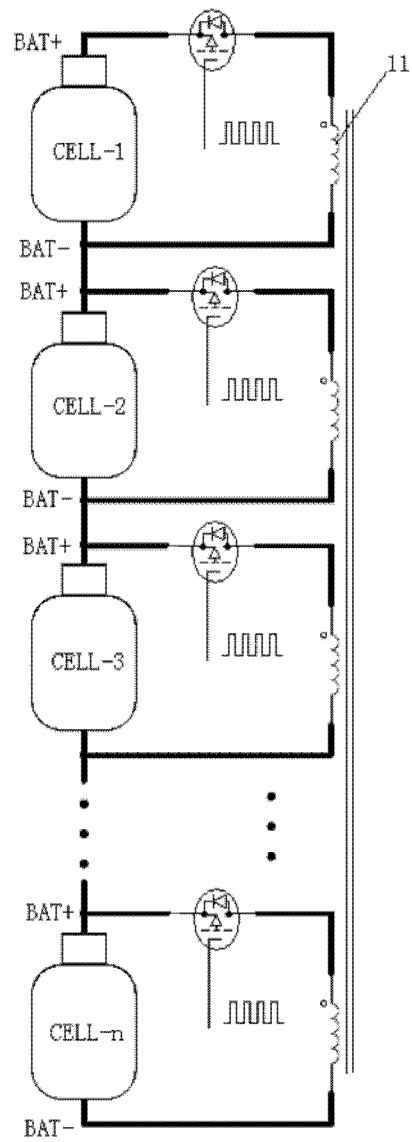 BAT+
11
CELL-1
BAT-
BAT+
CELL-2
BAT-
BAT+
CELL-3
BAT+
CELL-n
BAT-